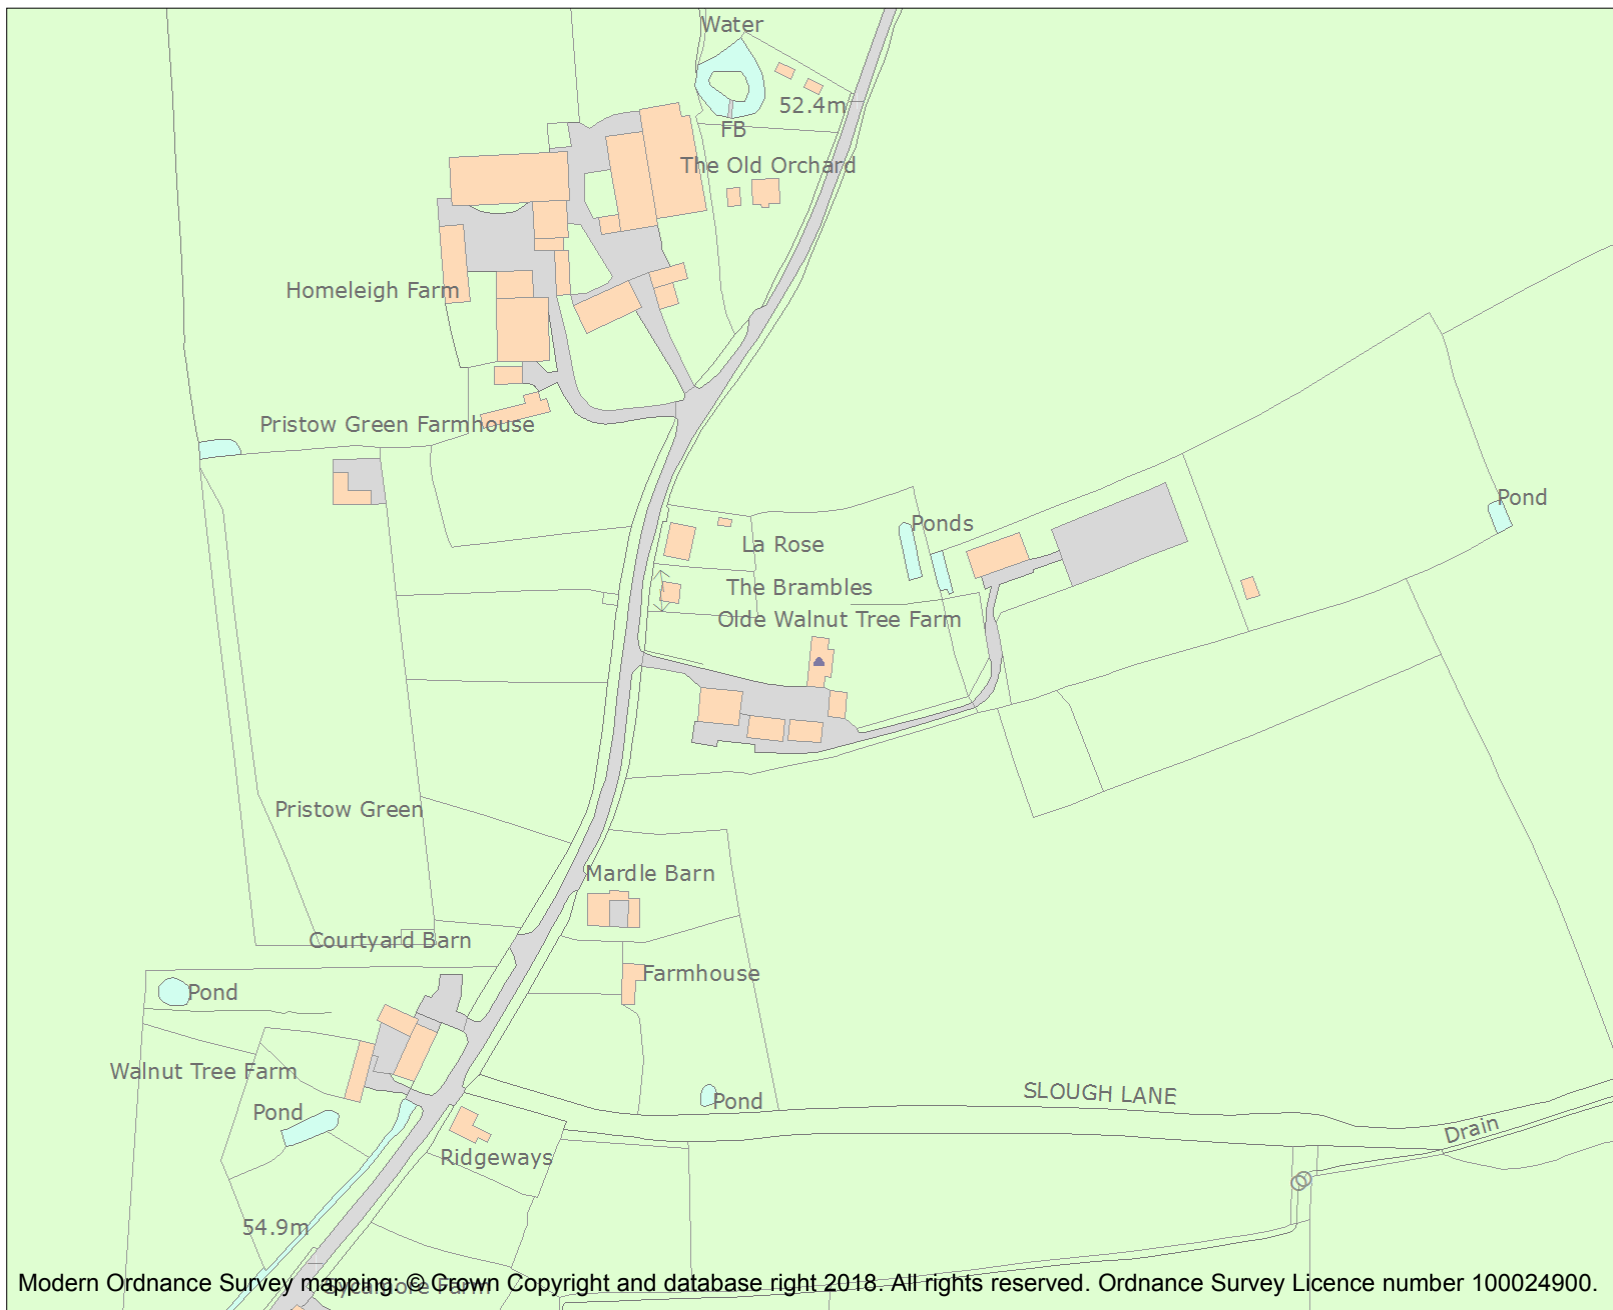 Water
52.4m
FB
The Old Orchard
Homeleigh Farm
Pristow Green Farmhouse
Pond
Ponds
La Rose
The Brambles
Olde Walnut Tree Farm
Pristow Green
Mardle Barn
Courtyard Barn
Farmhouse
Pond
Walnut Tree Farm
Pond
Pond
SLOUGH LANE
Drain
Ridgeways
54.9m
Sycamore Farm
Modern Ordnance Survey mapping: © Crown Copyright and database right 2018. All rights reserved. Ordnance Survey Licence number 100024900.